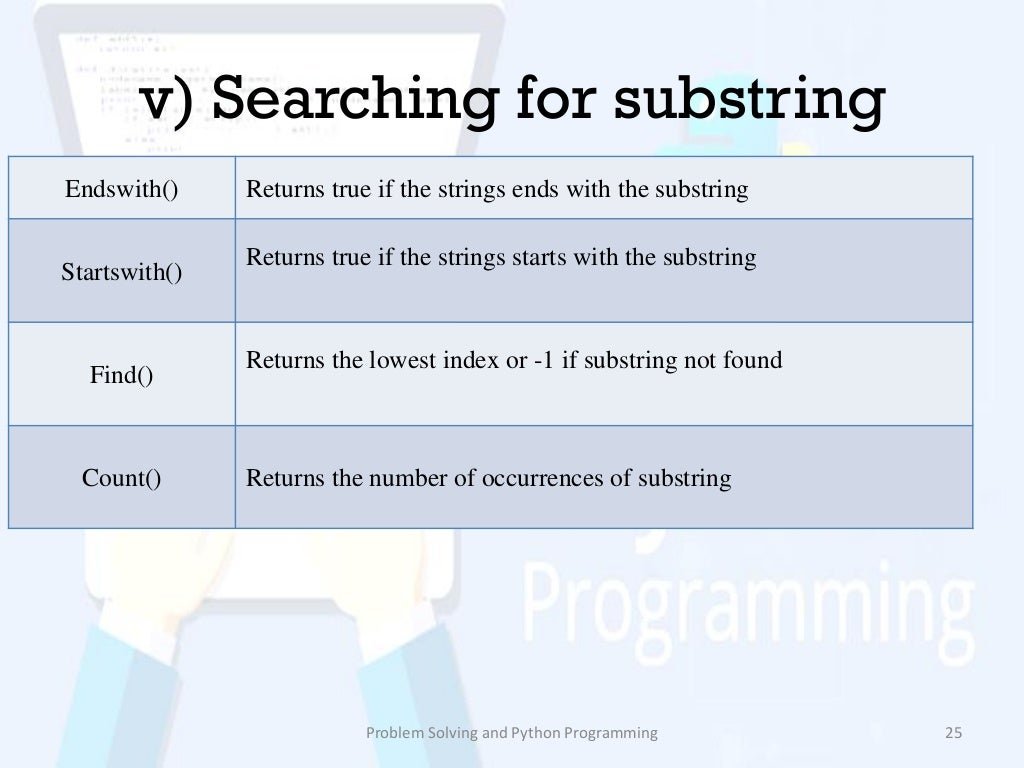 v) Searching for substring
Endswith() Returns true if the strings ends with the substring
Startswith() Returns true if the strings starts with the substring
Find() Returns the lowest index or -1 if substring not found
Count() Returns the number of occurrences of substring
Programming
Problem Solving and Python Programming 25